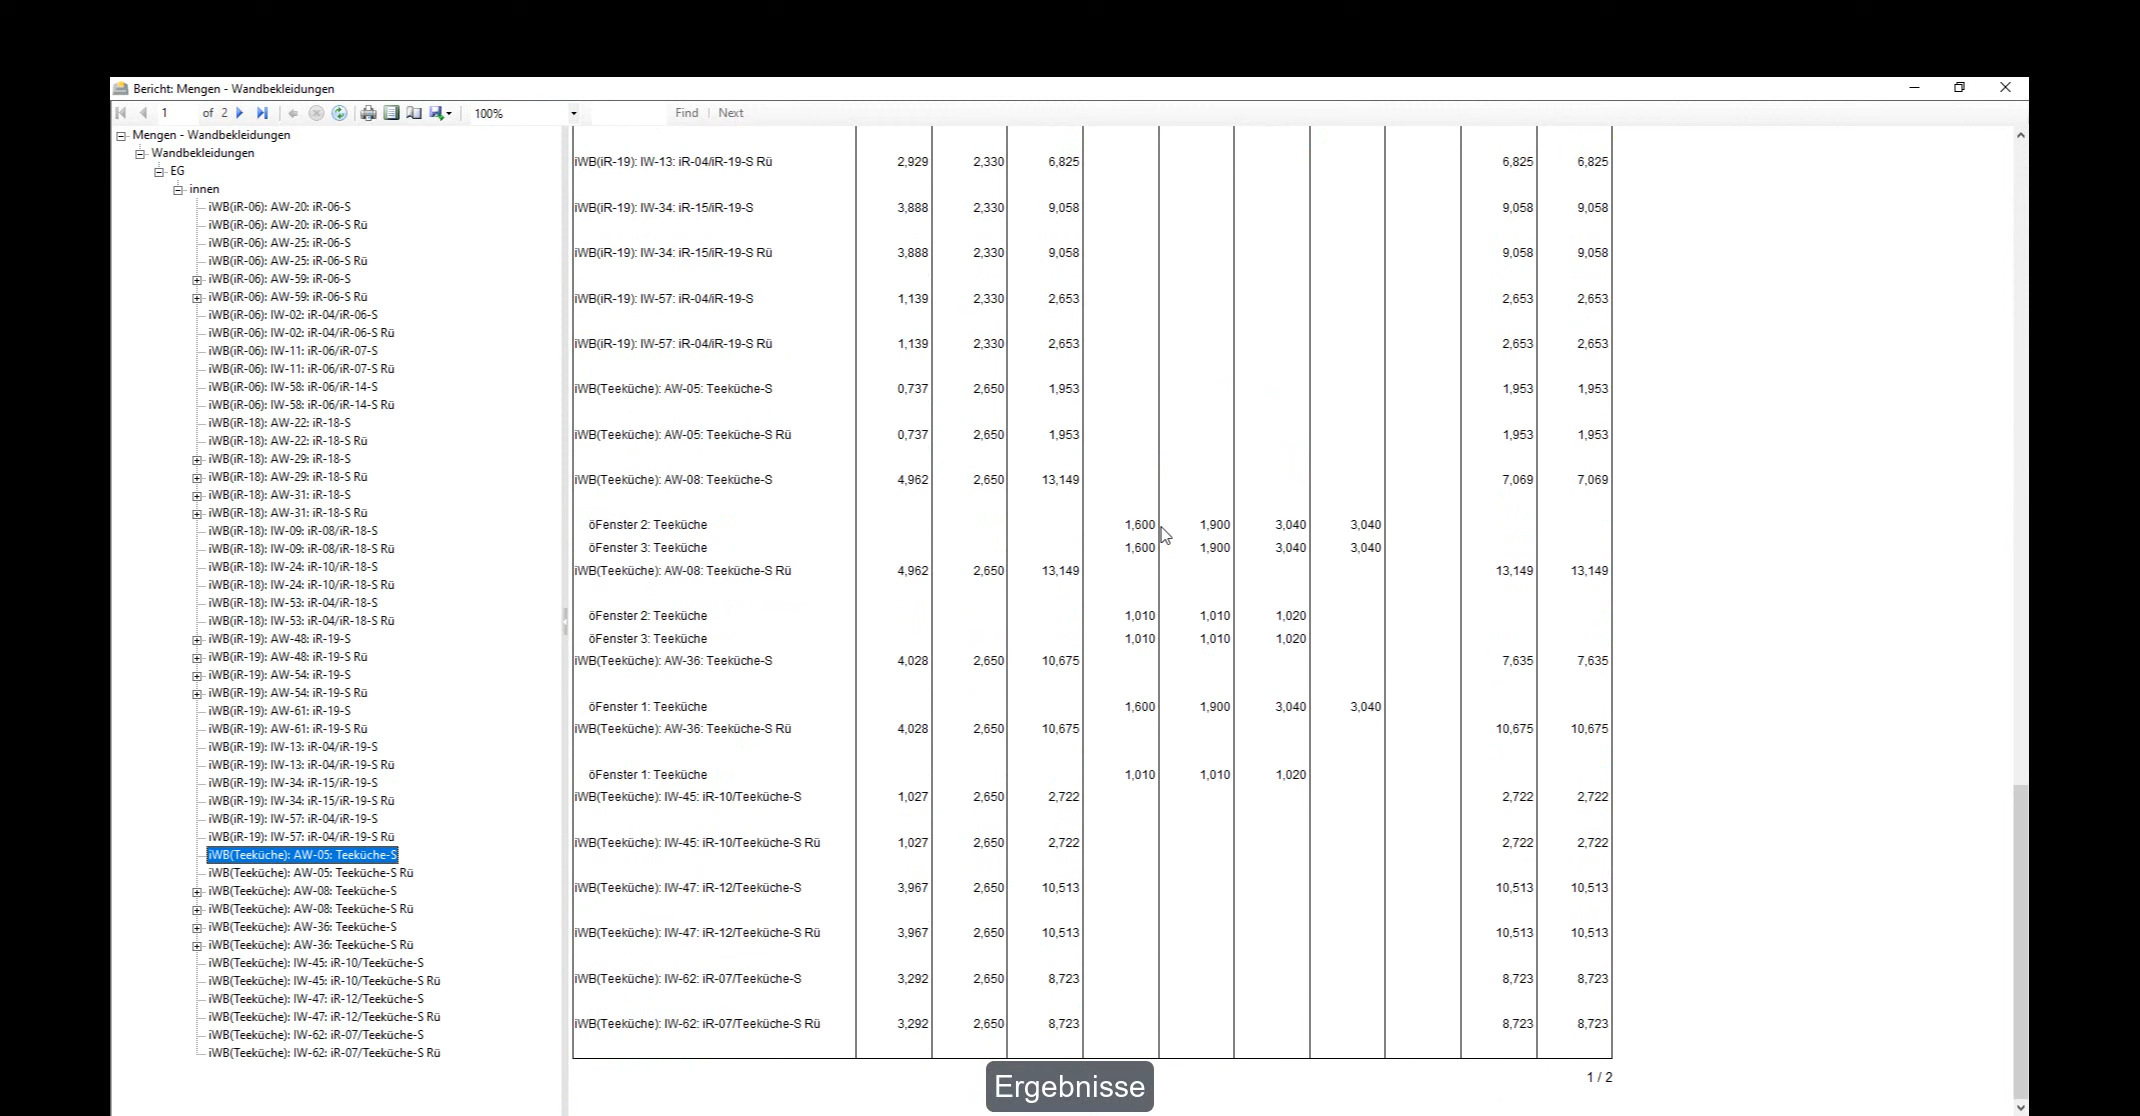 Bericht: Mengen - Wandbekleidungen
1 of 2 100% Find | Next
Mengen - Wandbekleidungen
Wandbekleidungen
EG
innen
iWB(iR-06): AW-20: iR-06-S
iWB(iR-06): AW-20: iR-06-S Rü
iWB(iR-06): AW-25: iR-06-S
iWB(iR-06): AW-25: iR-06-S Rü
iWB(iR-06): AW-59: iR-06-S
iWB(iR-06): AW-59: iR-06-S Rü
iWB(iR-06): IW-02: iR-04/iR-06-S
iWB(iR-06): IW-02: iR-04/iR-06-S Rü
iWB(iR-06): IW-11: iR-06/iR-07-S
iWB(iR-06): IW-11: iR-06/iR-07-S Rü
iWB(iR-06): IW-58: iR-06/iR-14-S
iWB(iR-06): IW-58: iR-06/iR-14-S Rü
iWB(iR-18): AW-22: iR-18-S
iWB(iR-18): AW-22: iR-18-S Rü
iWB(iR-18): AW-29: iR-18-S
iWB(iR-18): AW-29: iR-18-S Rü
iWB(iR-18): AW-31: iR-18-S
iWB(iR-18): AW-31: iR-18-S Rü
iWB(iR-18): IW-09: iR-08/iR-18-S
iWB(iR-18): IW-09: iR-08/iR-18-S Rü
iWB(iR-18): IW-24: iR-10/iR-18-S
iWB(iR-18): IW-24: iR-10/iR-18-S Rü
iWB(iR-18): IW-53: iR-04/iR-18-S
iWB(iR-18): IW-53: iR-04/iR-18-S Rü
iWB(iR-19): AW-48: iR-19-S
iWB(iR-19): AW-48: iR-19-S Rü
iWB(iR-19): AW-54: iR-19-S
iWB(iR-19): AW-54: iR-19-S Rü
iWB(iR-19): AW-61: iR-19-S
iWB(iR-19): AW-61: iR-19-S Rü
iWB(iR-19): IW-13: iR-04/iR-19-S
iWB(iR-19): IW-13: iR-04/iR-19-S Rü
iWB(iR-19): IW-34: iR-15/iR-19-S
iWB(iR-19): IW-34: iR-15/iR-19-S Rü
iWB(iR-19): IW-57: iR-04/iR-19-S
iWB(iR-19): IW-57: iR-04/iR-19-S Rü
iWB(Teeküche): AW-05: Teeküche-S
iWB(Teeküche): AW-05: Teeküche-S Rü
iWB(Teeküche): AW-08: Teeküche-S
iWB(Teeküche): AW-08: Teeküche-S Rü
iWB(Teeküche): AW-36: Teeküche-S
iWB(Teeküche): AW-36: Teeküche-S Rü
iWB(Teeküche): IW-45: iR-10/Teeküche-S
iWB(Teeküche): IW-45: iR-10/Teeküche-S Rü
iWB(Teeküche): IW-47: iR-12/Teeküche-S
iWB(Teeküche): IW-47: iR-12/Teeküche-S Rü
iWB(Teeküche): IW-62: iR-07/Teeküche-S
iWB(Teeküche): IW-62: iR-07/Teeküche-S Rü
iWB(iR-19): IW-13: iR-04/iR-19-S Rü 2,929 2,330 6,825 6,825 6,825
iWB(iR-19): IW-34: iR-15/iR-19-S 3,888 2,330 9,058 9,058 9,058
iWB(iR-19): IW-34: iR-15/iR-19-S Rü 3,888 2,330 9,058 9,058 9,058
iWB(iR-19): IW-57: iR-04/iR-19-S 1,139 2,330 2,653 2,653 2,653
iWB(iR-19): IW-57: iR-04/iR-19-S Rü 1,139 2,330 2,653 2,653 2,653
iWB(Teeküche): AW-05: Teeküche-S 0,737 2,650 1,953 1,953 1,953
iWB(Teeküche): AW-05: Teeküche-S Rü 0,737 2,650 1,953 1,953 1,953
iWB(Teeküche): AW-08: Teeküche-S 4,962 2,650 13,149 7,069 7,069
öFenster 2: Teeküche 1,600 1,900 3,040 3,040
öFenster 3: Teeküche 1,600 1,900 3,040 3,040
iWB(Teeküche): AW-08: Teeküche-S Rü 4,962 2,650 13,149 13,149 13,149
öFenster 2: Teeküche 1,010 1,010 1,020
öFenster 3: Teeküche 1,010 1,010 1,020
iWB(Teeküche): AW-36: Teeküche-S 4,028 2,650 10,675 7,635 7,635
öFenster 1: Teeküche 1,600 1,900 3,040 3,040
iWB(Teeküche): AW-36: Teeküche-S Rü 4,028 2,650 10,675 10,675 10,675
öFenster 1: Teeküche 1,010 1,010 1,020
iWB(Teeküche): IW-45: iR-10/Teeküche-S 1,027 2,650 2,722 2,722 2,722
iWB(Teeküche): IW-45: iR-10/Teeküche-S Rü 1,027 2,650 2,722 2,722 2,722
iWB(Teeküche): IW-47: iR-12/Teeküche-S 3,967 2,650 10,513 10,513 10,513
iWB(Teeküche): IW-47: iR-12/Teeküche-S Rü 3,967 2,650 10,513 10,513 10,513
iWB(Teeküche): IW-62: iR-07/Teeküche-S 3,292 2,650 8,723 8,723 8,723
iWB(Teeküche): IW-62: iR-07/Teeküche-S Rü 3,292 2,650 8,723 8,723 8,723
1 / 2
Ergebnisse